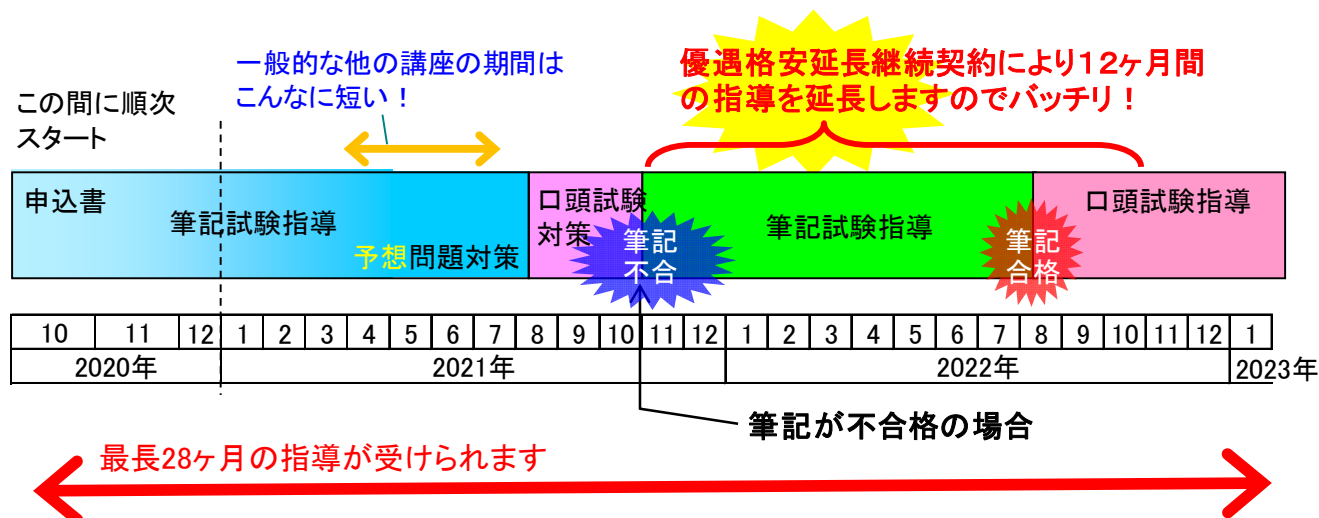 一般的な他の講座の期間は
こんなに短い！
優遇格安延長継続契約により１２ヶ月間
の指導を延長しますのでバッチリ！
この間に順次
スタート
申込書
筆記試験指導
予想問題対策
口頭試験
対策
筆記
不合
筆記試験指導
筆記
合格
口頭試験指導
10 11 12 1 2 3 4 5 6 7 8 9 10 11 12 1 2 3 4 5 6 7 8 9 10 11 12 1
2020年 2021年 2022年 2023年
筆記が不合格の場合
最長28ヶ月の指導が受けられます